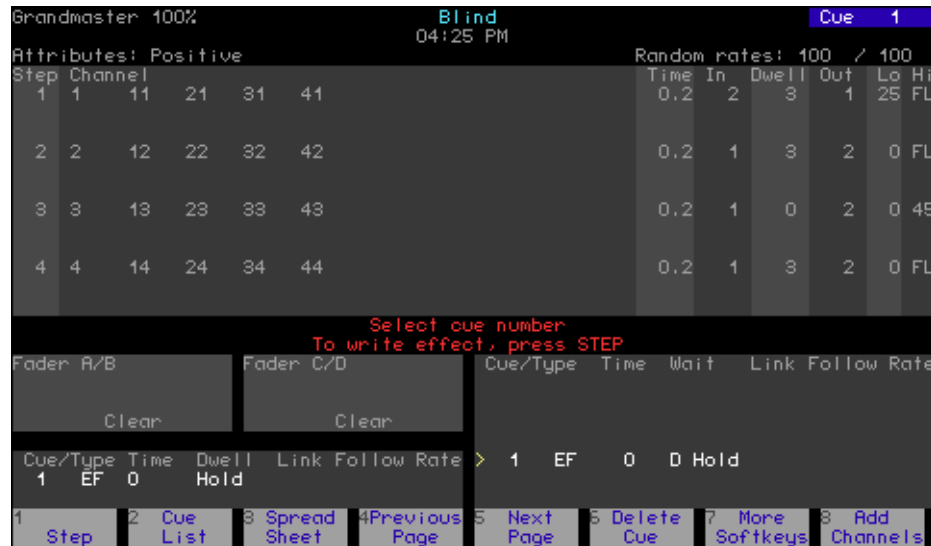 Grandmaster 100% Blind Cue 1
04:25 PM
Attributes: Positive Random rates: 100 / 100
Step Channel Time In Dwell Out Lo Hi
1 1 11 21 31 41 0.2 2 3 1 25 FL
2 2 12 22 32 42 0.2 1 3 2 0 FL
3 3 13 23 33 43 0.2 1 0 2 0 45
4 4 14 24 34 44 0.2 1 3 2 0 FL
Select cue number
To write effect, press STEP
Fader A/B Fader C/D Cue/Type Time Wait Link Follow Rate
Clear Clear
Cue/Type Time Dwell Link Follow Rate > 1 EF 0 D Hold
1 EF 0 Hold
1 2 Cue 3 Spread 4Previous 5 Next 6 Delete 7 More 8 Add
Step List Sheet Page Page Cue Softkeys Channels